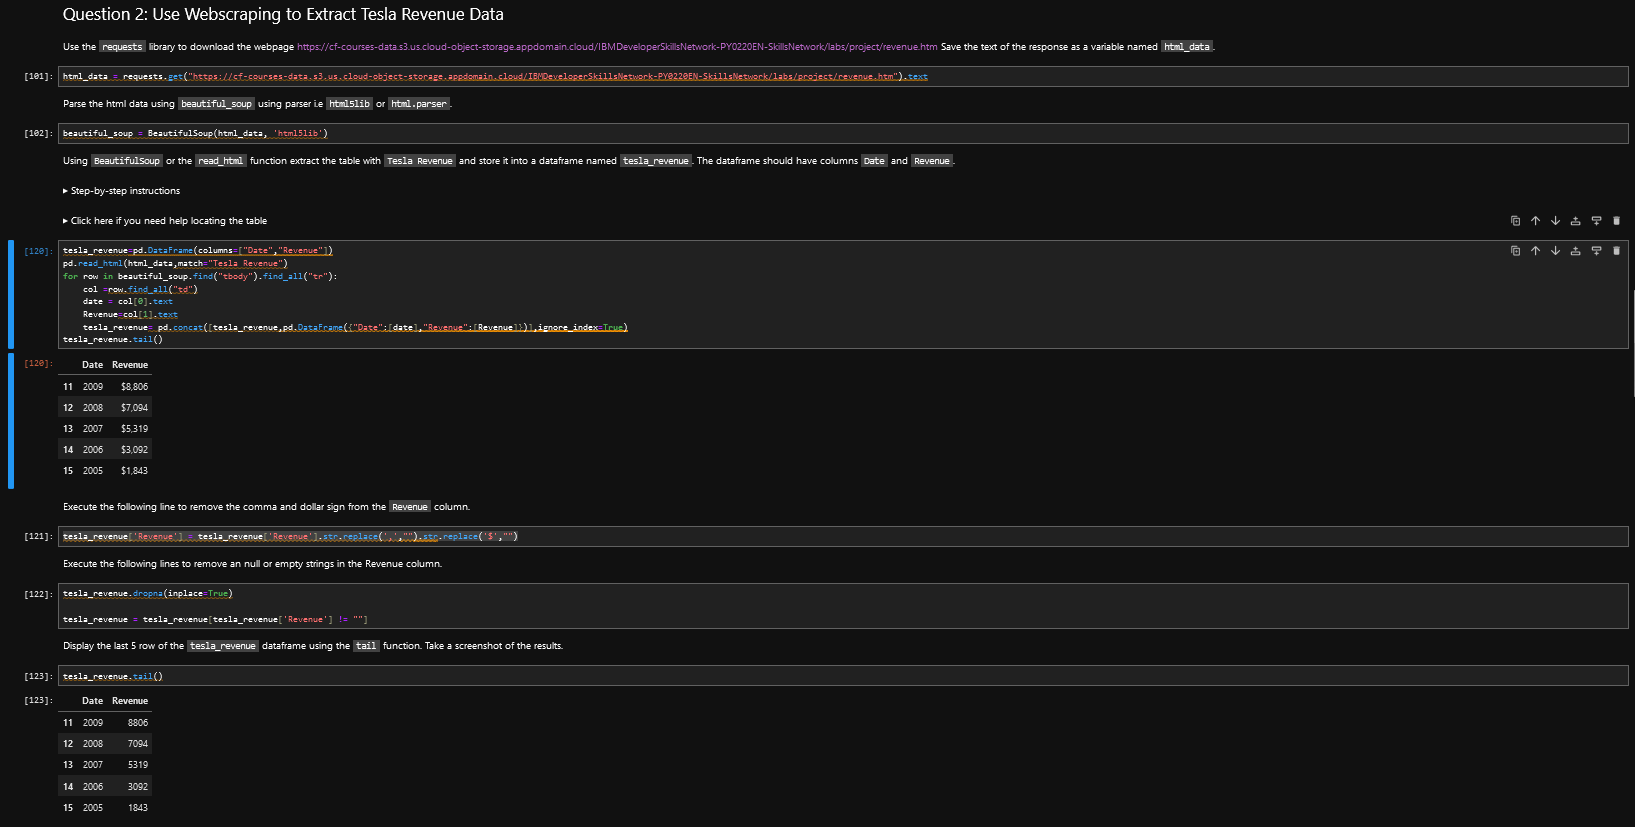 Question 2: Use Webscraping to Extract Tesla Revenue Data
Use the requests library to download the webpage https://cf-courses-data.s3.us.cloud-object-storage.appdomain.cloud/IBMDeveloperSkillsNetwork-PY0220EN-SkillsNetwork/labs/project/revenue.htm Save the text of the response as a variable named html_data.
[101]: html_data = requests.get("https://cf-courses-data.s3.us.cloud-object-storage.appdomain.cloud/IBMDeveloperSkillsNetwork-PY0220EN-SkillsNetwork/labs/project/revenue.htm").text
Parse the html data using beautiful_soup using parser i.e html5lib or html.parser.
[102]: beautiful_soup = BeautifulSoup(html_data, 'html5lib')
Using BeautifulSoup or the read_html function extract the table with Tesla Revenue and store it into a dataframe named tesla_revenue. The dataframe should have columns Date and Revenue.
▸ Step-by-step instructions
▸ Click here if you need help locating the table
[120]: tesla_revenue=pd.DataFrame(columns=["Date","Revenue"])
pd.read_html(html_data,match="Tesla Revenue")
for row in beautiful_soup.find("tbody").find_all("tr"):
    col =row.find_all("td")
    date = col[0].text
    Revenue=col[1].text
    tesla_revenue= pd.concat([tesla_revenue,pd.DataFrame({"Date":[date],"Revenue":[Revenue]})],ignore_index=True)
tesla_revenue.tail()
[120]: Date Revenue
11 2009 $8,806
12 2008 $7,094
13 2007 $5,319
14 2006 $3,092
15 2005 $1,843
Execute the following line to remove the comma and dollar sign from the Revenue column.
[121]: tesla_revenue['Revenue'] = tesla_revenue['Revenue'].str.replace(',',"").str.replace('$',"")
Execute the following lines to remove an null or empty strings in the Revenue column.
[122]: tesla_revenue.dropna(inplace=True)
tesla_revenue = tesla_revenue[tesla_revenue['Revenue'] != ""]
Display the last 5 row of the tesla_revenue dataframe using the tail function. Take a screenshot of the results.
[123]: tesla_revenue.tail()
[123]: Date Revenue
11 2009 8806
12 2008 7094
13 2007 5319
14 2006 3092
15 2005 1843